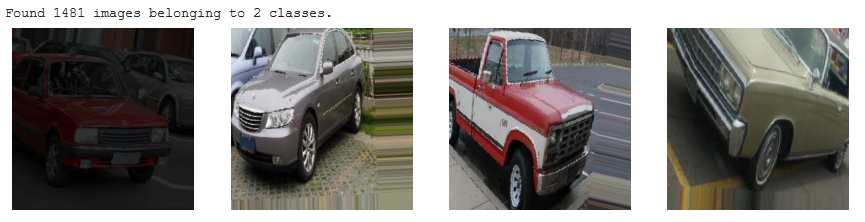 Found 1481 images belonging to 2 classes.